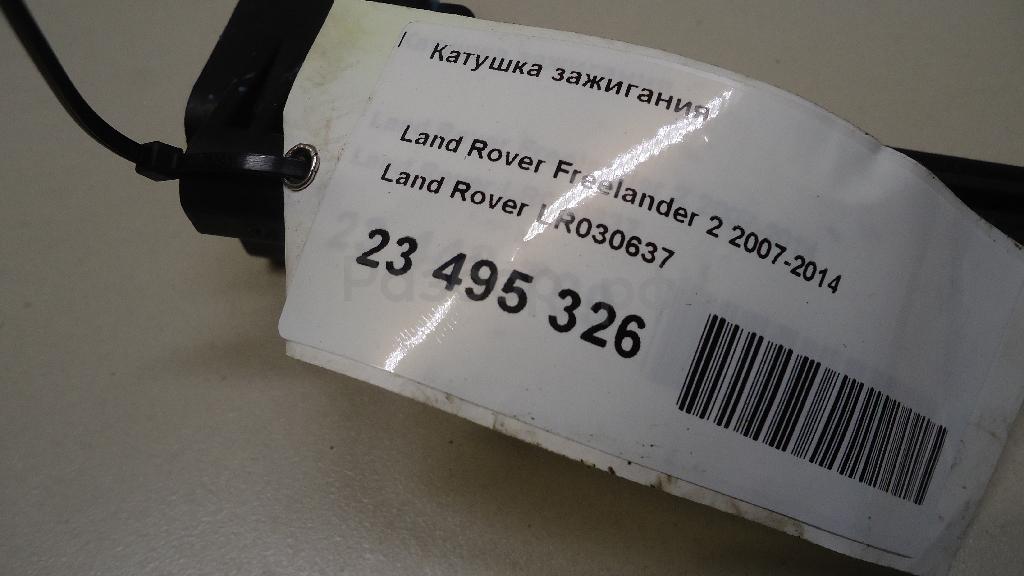 Катушка зажигания
Land Rover Freelander 2 2007-2014
Land Rover LR030637
23 495 326